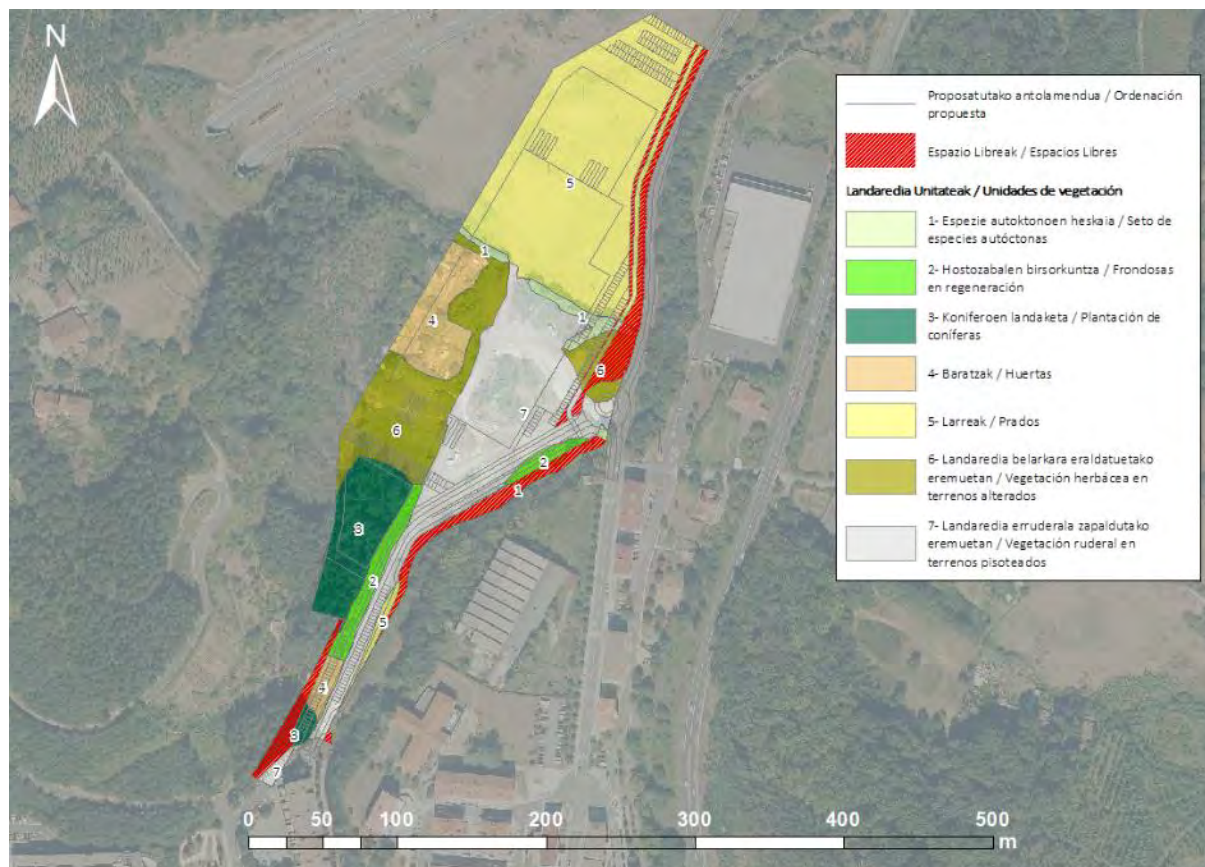 N
Proposatutako antolamendua / Ordenación
propuesta
Espazio Libreak / Espacios Libres
Landaredia Unitateak / Unidades de vegetación
1- Espezie autoktonoen heskaia / Seto de
especies autóctonas
2- Hostozabalen birsorkuntza / Frondosas
en regeneración
3- Koniferoen landaketa / Plantación de
coníferas
4- Baratzak / Huertas
5- Larreak / Prados
6- Landaredia belarkara eraldatuetako
eremuetan / Vegetación herbácea en
terrenos alterados
7- Landaredia erruderala zapaldutako
eremuetan / Vegetación ruderal en
terrenos pisoteados
5
1
4
1
6
7
6
2
1
3
2
5
4
3
7
0 50 100 200 300 400 500
m